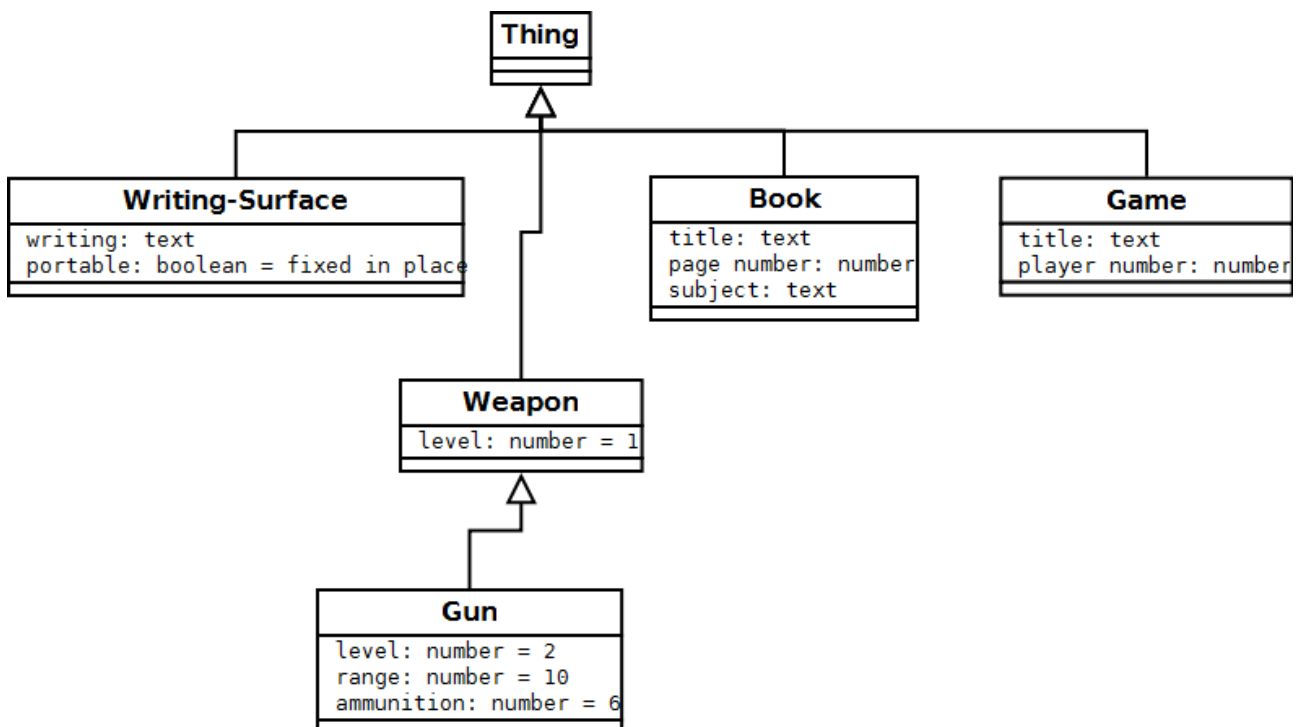 Thing
Writing-Surface
writing: text
portable: boolean = fixed in place
Book
title: text
page number: number
subject: text
Game
title: text
player number: number
Weapon
level: number = 1
Gun
level: number = 2
range: number = 10
ammunition: number = 6